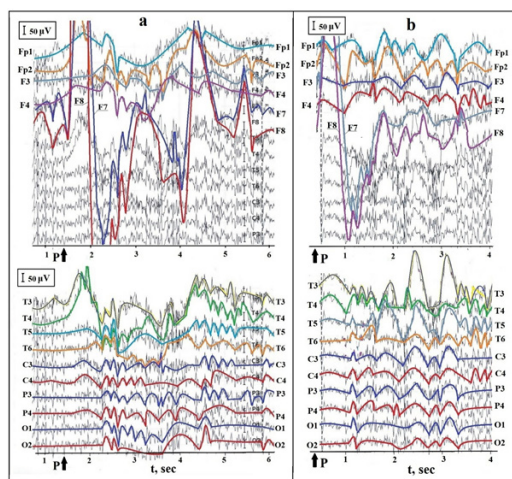 a
50 µV
Fp1
Fp2
F3
F4
F8
F7
Fp1
Fp2
F3
F4
F7
F8
1 2 3 4 5 6
P
50 µV
T3
T4
T5
T6
C3
C4
P3
P4
O1
O2
T3
T4
T5
T6
C3
C4
P3
P4
O1
O2
1 2 3 4 5 6
P
t, sec
b
50 µV
Fp1
Fp2
F3
F4
F8
F7
Fp1
Fp2
F3
F4
F7
F8
1 2 3 4
P
50 µV
T3
T4
T5
T6
C3
C4
P3
P4
O1
O2
T3
T4
T5
T6
C3
C4
P3
P4
O1
O2
1 2 3 4
P
t, sec